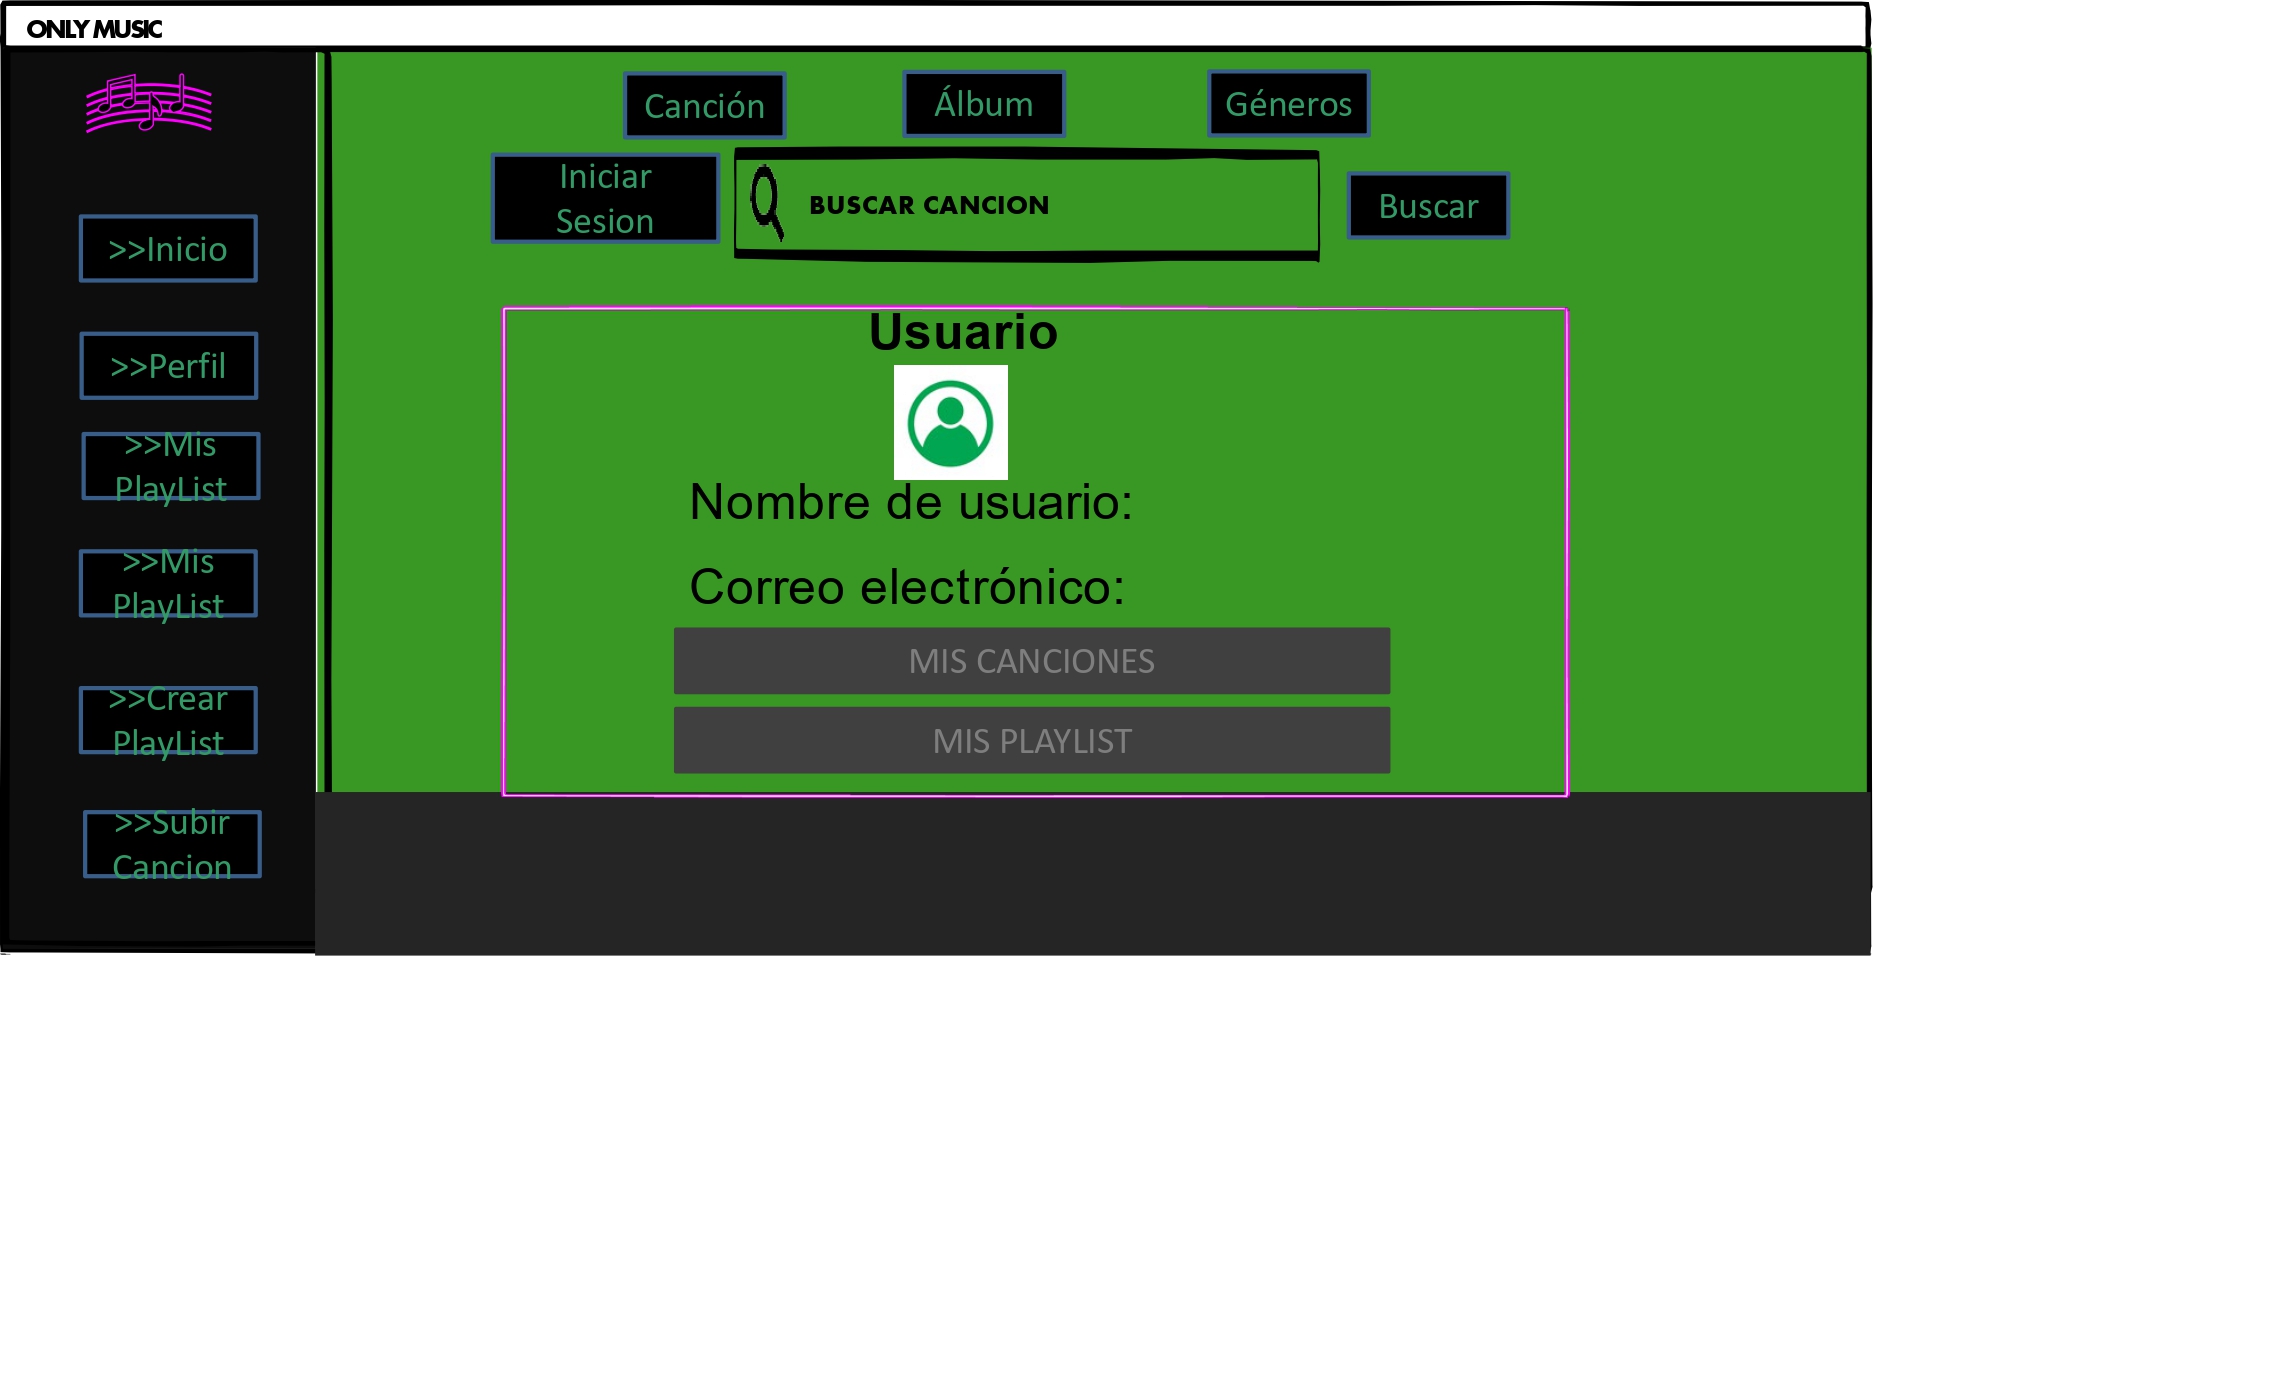 ONLY MUSIC
Canción
Álbum
Géneros
Iniciar
Sesion
BUSCAR CANCION
Buscar
>>Inicio
>>Perfil
>>Mis
PlayList
>>Mis
PlayList
>>Crear
PlayList
>>Subir
Cancion
Usuario
Nombre de usuario:
Correo electrónico:
MIS CANCIONES
MIS PLAYLIST